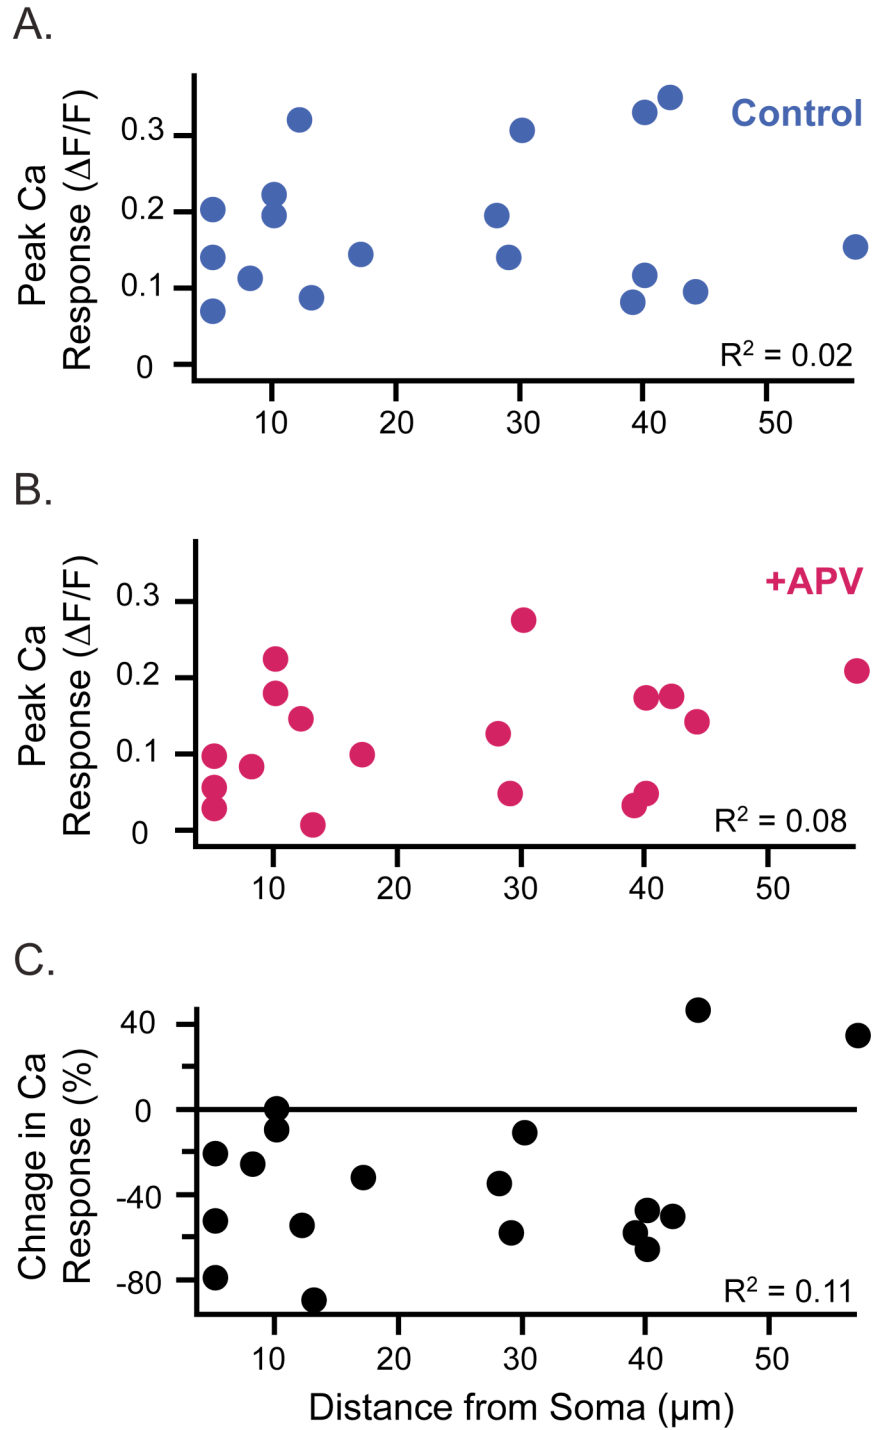 A.
Peak Ca
Response (ΔF/F)
0.3
0.2
0.1
0
Control
R² = 0.02
10 20 30 40 50
B.
Peak Ca
Response (ΔF/F)
0.3
0.2
0.1
0
+APV
R² = 0.08
10 20 30 40 50
C.
Chnage in Ca
Response (%)
40
0
-40
-80
R² = 0.11
10 20 30 40 50
Distance from Soma (μm)